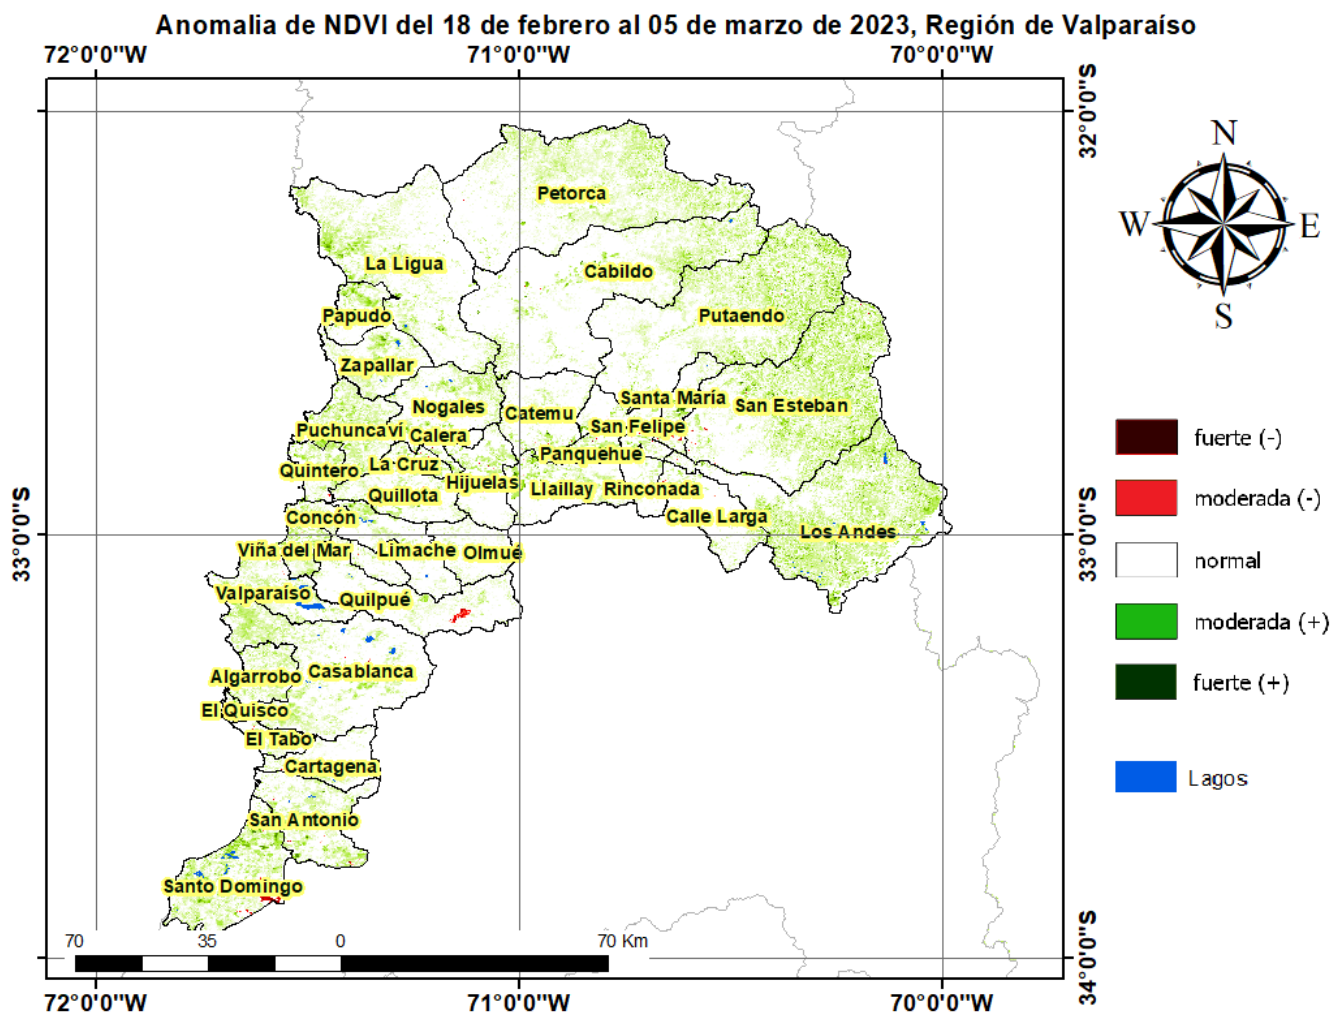 Anomalia de NDVI del 18 de febrero al 05 de marzo de 2023, Región de Valparaíso
72°0'0"W 71°0'0"W 70°0'0"W
32°0'0"S
N
W E
S
Petorca
La Ligua
Cabildo
Papudo
Putaendo
Zapallar
Santa María
San Esteban
Nogales
Catemu
Puchuncaví
Calera
San Felipe
Panquehue
Quintero
La Cruz
Hijuelas
Llaillay
Rinconada
Quillota
Concón
Calle Larga
Los Andes
Viña del Mar
Limache
Olmué
Valparaíso
Quilpué
Algarrobo
Casablanca
El Quisco
El Tabo
Cartagena
San Antonio
Santo Domingo
fuerte (-)
moderada (-)
normal
moderada (+)
fuerte (+)
Lagos
33°0'0"S
33°0'0"S
34°0'0"S
70 35 0 70 Km
72°0'0"W 71°0'0"W 70°0'0"W